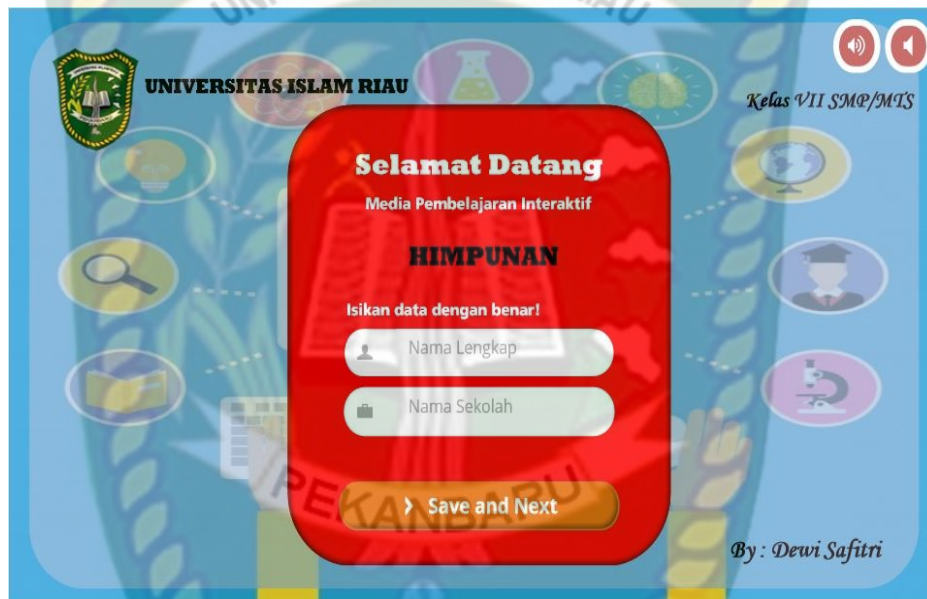 UNIVERSITAS ISLAM RIAU
Kelas VII SMP/MTS
Selamat Datang
Media Pembelajaran Interaktif
HIMPUNAN
Isikan data dengan benar!
Nama Lengkap
Nama Sekolah
PEKANBARU
Save and Next
By : Dewi Safitri